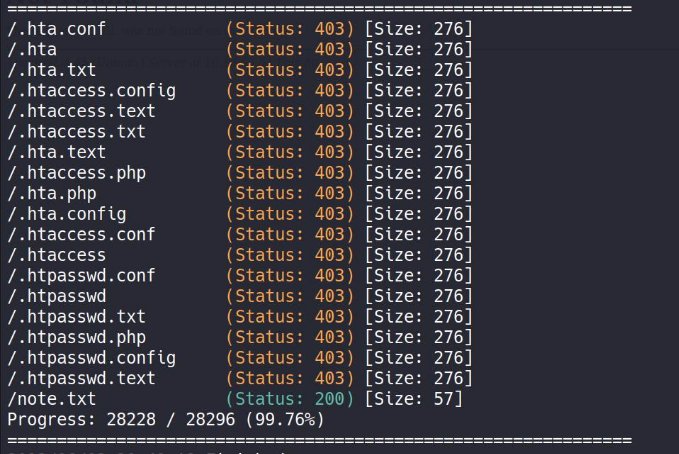 ===============================================================
/.hta.conf (Status: 403) [Size: 276]
/.hta (Status: 403) [Size: 276]
/.hta.txt (Status: 403) [Size: 276]
/.htaccess.config (Status: 403) [Size: 276]
/.htaccess.text (Status: 403) [Size: 276]
/.htaccess.txt (Status: 403) [Size: 276]
/.hta.text (Status: 403) [Size: 276]
/.htaccess.php (Status: 403) [Size: 276]
/.hta.php (Status: 403) [Size: 276]
/.hta.config (Status: 403) [Size: 276]
/.htaccess.conf (Status: 403) [Size: 276]
/.htaccess (Status: 403) [Size: 276]
/.htpasswd.conf (Status: 403) [Size: 276]
/.htpasswd (Status: 403) [Size: 276]
/.htpasswd.txt (Status: 403) [Size: 276]
/.htpasswd.php (Status: 403) [Size: 276]
/.htpasswd.config (Status: 403) [Size: 276]
/.htpasswd.text (Status: 403) [Size: 276]
/note.txt (Status: 200) [Size: 57]
Progress: 28228 / 28296 (99.76%)
===============================================================